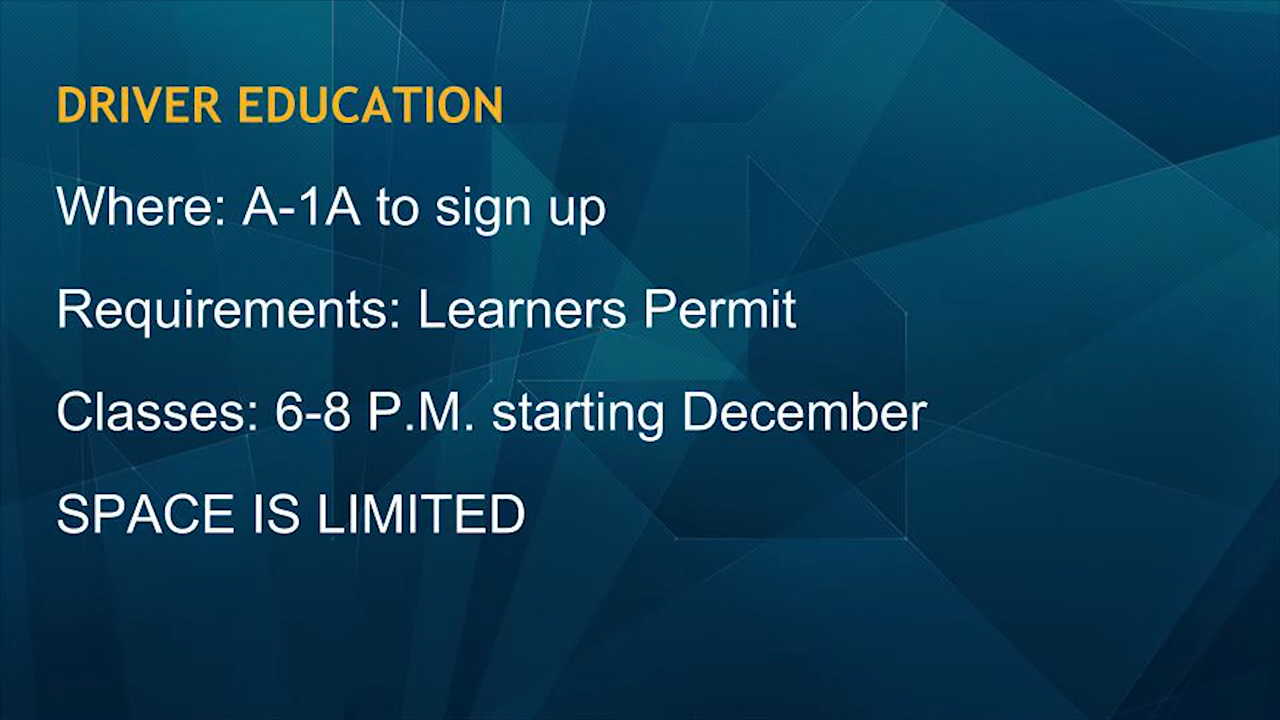 DRIVER EDUCATION
Where: A-1A to sign up
Requirements: Learners Permit
Classes: 6-8 P.M. starting December
SPACE IS LIMITED